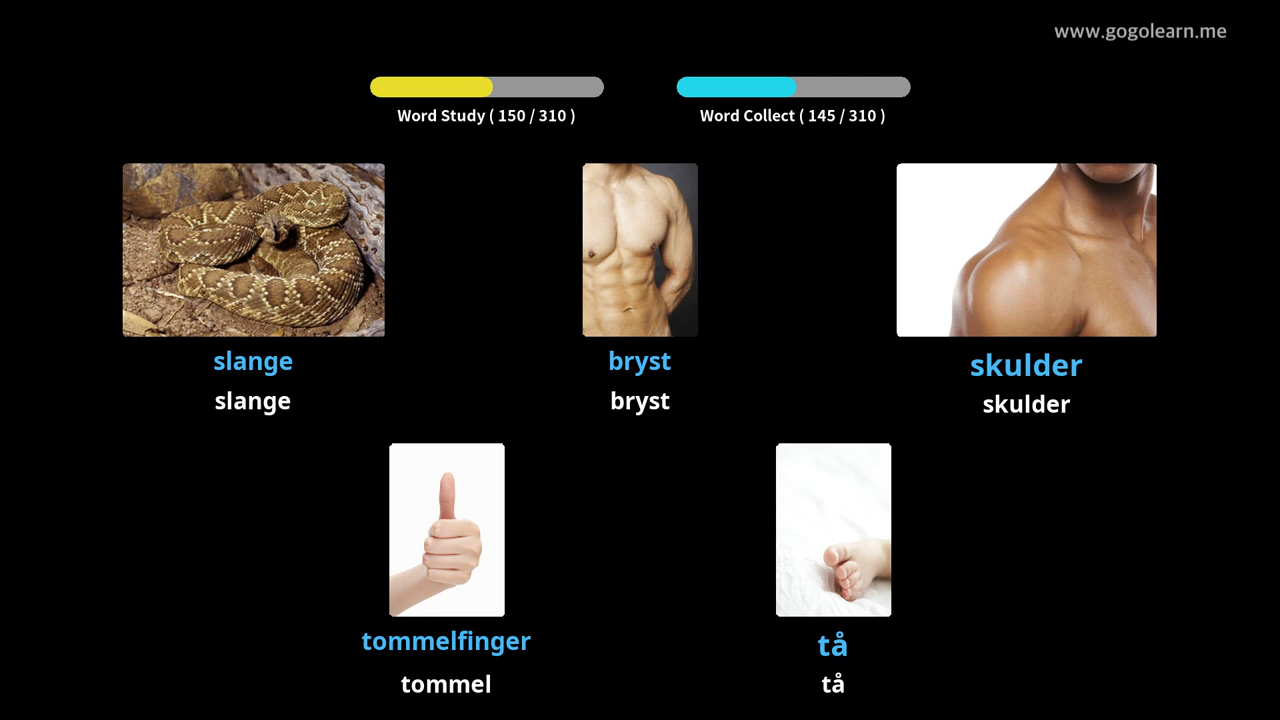 www.gogolearn.me
Word Study ( 150 / 310 )
Word Collect ( 145 / 310 )
slange
slange
bryst
bryst
skulder
skulder
tommelfinger
tommel
tå
tå